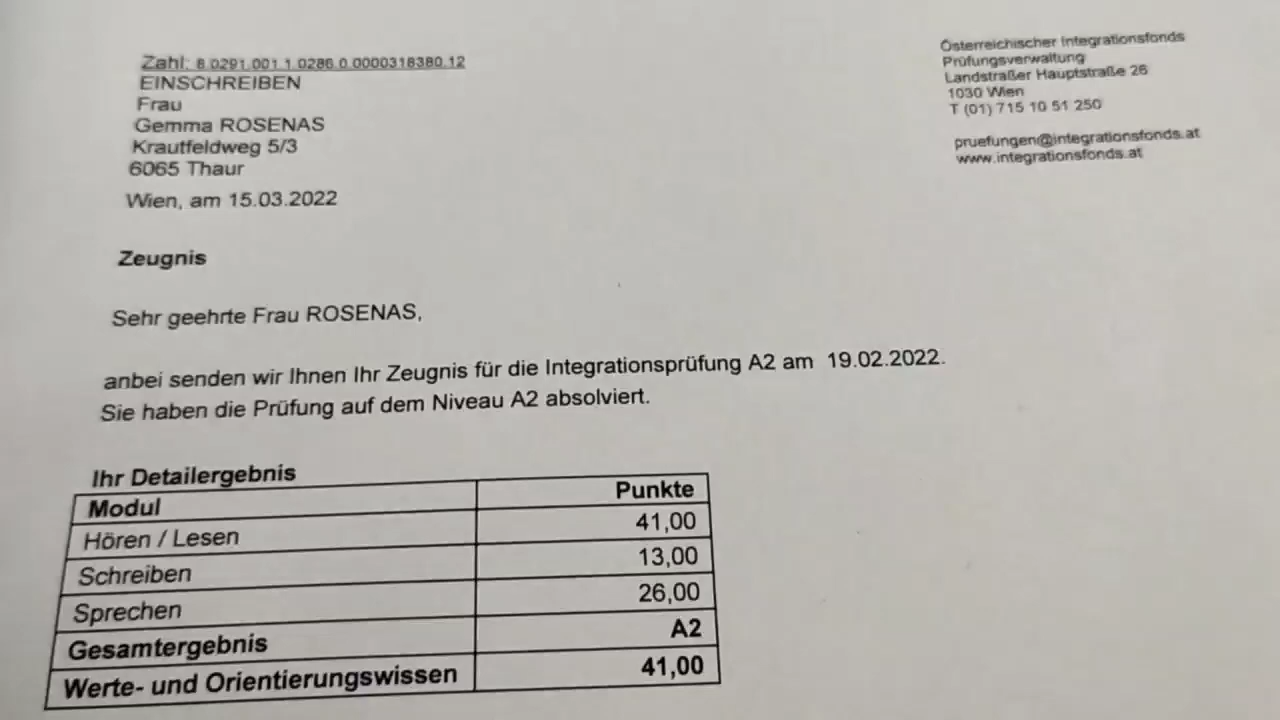 Zahl: 8.0291.001.1.0286.0.0000318380.12
EINSCHREIBEN
Frau
Gemma ROSENAS
Krautfeldweg 5/3
6065 Thaur
Wien, am 15.03.2022
Österreichischer Integrationsfonds
Prüfungsverwaltung
Landstraßer Hauptstraße 26
1030 Wien
T (01) 715 10 51 250
pruefungen@integrationsfonds.at
www.integrationsfonds.at
Zeugnis
Sehr geehrte Frau ROSENAS,
anbei senden wir Ihnen Ihr Zeugnis für die Integrationsprüfung A2 am 19.02.2022.
Sie haben die Prüfung auf dem Niveau A2 absolviert.
Ihr Detailergebnis
Modul Punkte
Hören / Lesen 41,00
Schreiben 13,00
Sprechen 26,00
Gesamtergebnis A2
Werte- und Orientierungswissen 41,00